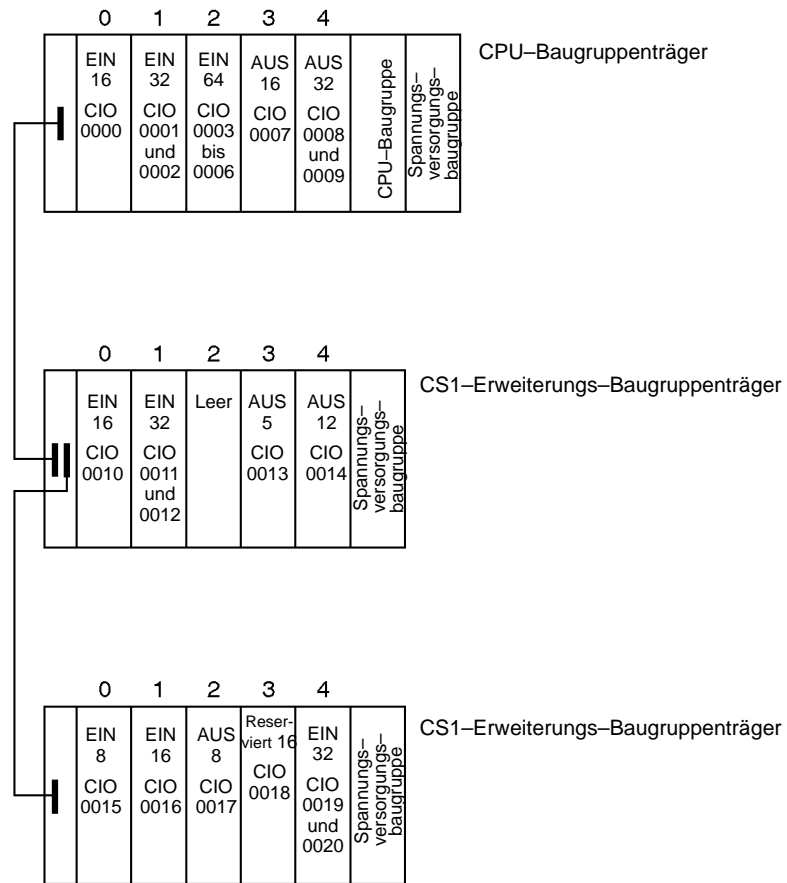 0 1 2 3 4
CPU–Baugruppenträger
EIN
16
CIO
0000
EIN
32
CIO
0001
und
0002
EIN
64
CIO
0003
bis
0006
AUS
16
CIO
0007
AUS
32
CIO
0008
und
0009
CPU–Baugruppe
Spannungs–
versorgungs–
baugruppe
0 1 2 3 4
CS1–Erweiterungs–Baugruppenträger
EIN
16
CIO
0010
EIN
32
CIO
0011
und
0012
Leer
AUS
5
CIO
0013
AUS
12
CIO
0014
Spannungs–
versorgungs–
baugruppe
0 1 2 3 4
CS1–Erweiterungs–Baugruppenträger
EIN
8
CIO
0015
EIN
16
CIO
0016
AUS
8
CIO
0017
Reser-
viert 16
CIO
0018
EIN
32
CIO
0019
und
0020
Spannungs–
versorgungs–
baugruppe